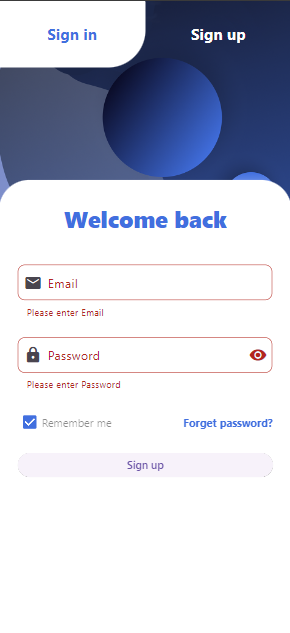 Sign in
Sign up
Welcome back
Email
Please enter Email
Password
Please enter Password
Remember me
Forget password?
Sign up